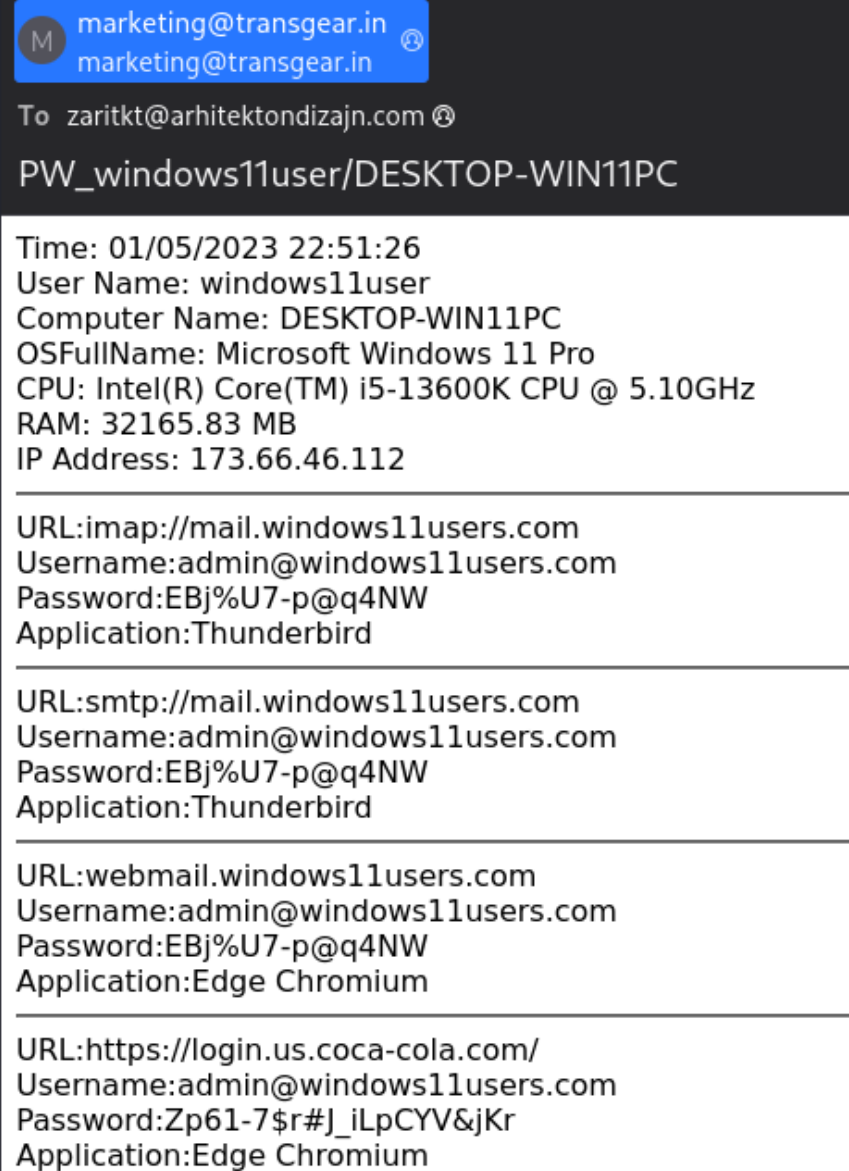 M
marketing@transgear.in
marketing@transgear.in
To zaritkt@arhitektondizajn.com
PW_windows11user/DESKTOP-WIN11PC
Time: 01/05/2023 22:51:26
User Name: windows11user
Computer Name: DESKTOP-WIN11PC
OSFullName: Microsoft Windows 11 Pro
CPU: Intel(R) Core(TM) i5-13600K CPU @ 5.10GHz
RAM: 32165.83 MB
IP Address: 173.66.46.112
URL:imap://mail.windows11users.com
Username:admin@windows11users.com
Password:EBj%U7-p@q4NW
Application:Thunderbird
URL:smtp://mail.windows11users.com
Username:admin@windows11users.com
Password:EBj%U7-p@q4NW
Application:Thunderbird
URL:webmail.windows11users.com
Username:admin@windows11users.com
Password:EBj%U7-p@q4NW
Application:Edge Chromium
URL:https://login.us.coca-cola.com/
Username:admin@windows11users.com
Password:Zp61-7$r#J_iLpCYV&jKr
Application:Edge Chromium